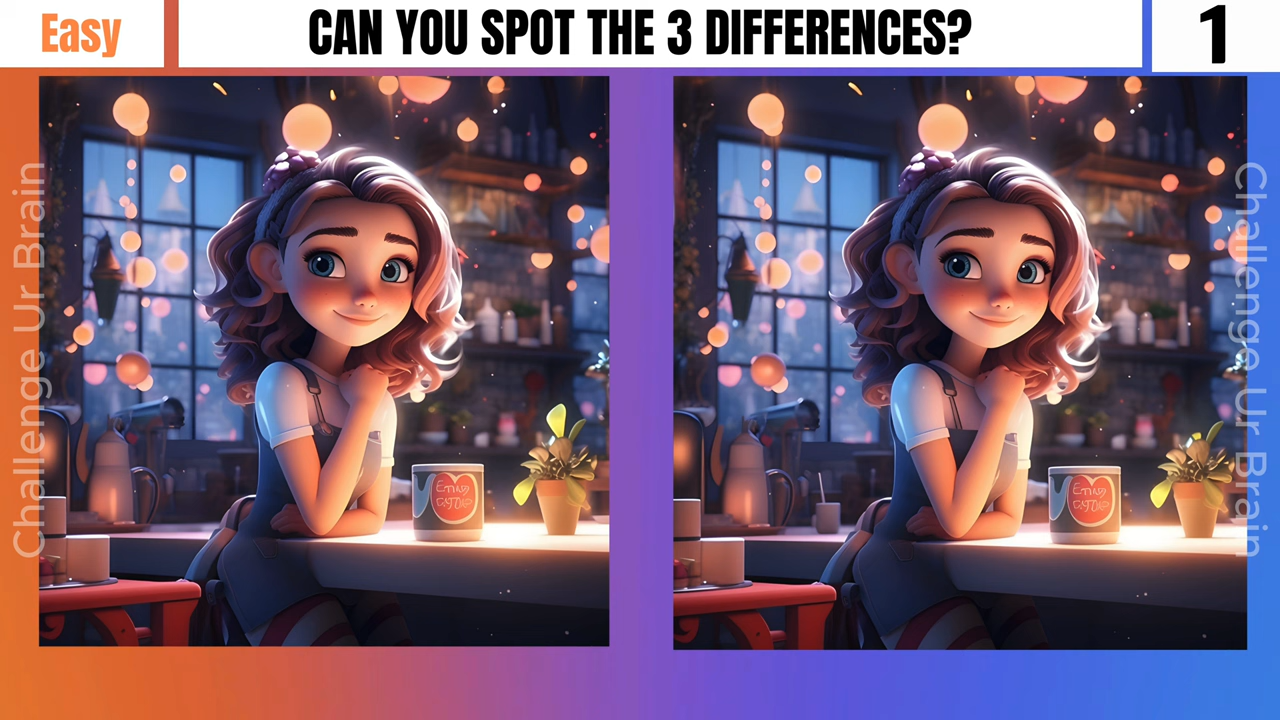 Easy
CAN YOU SPOT THE 3 DIFFERENCES?
1
Challenge Ur Brain
Challenge Ur Brain